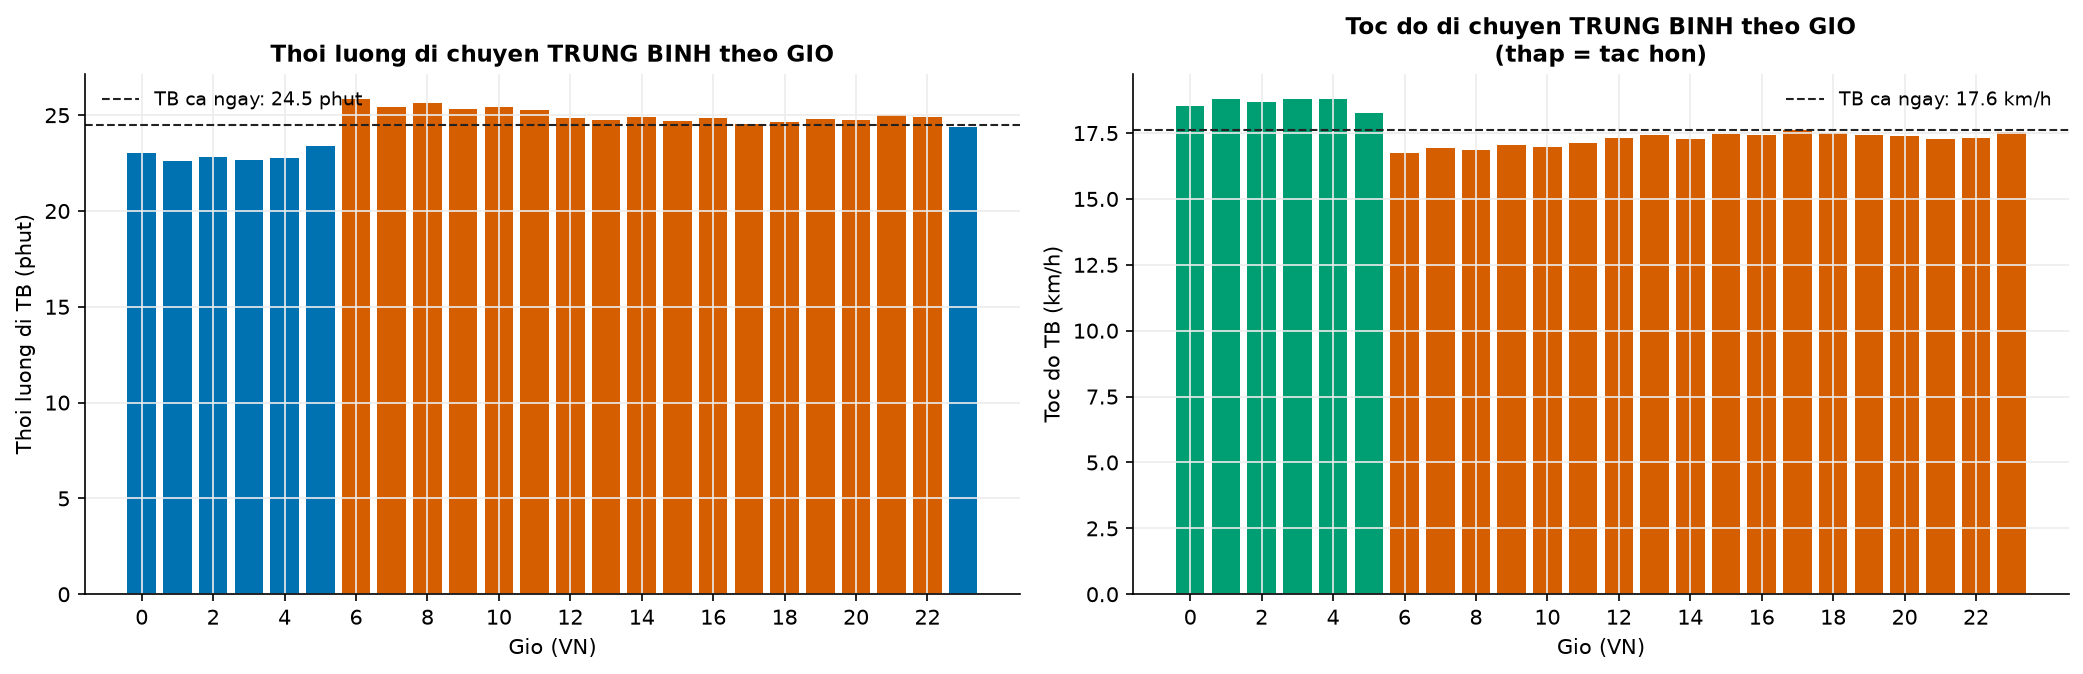 Thoi luong di chuyen TRUNG BINH theo GIO
TB ca ngay: 24.5 phut
Thoi luong di TB (phut)
25
20
15
10
5
0
0 2 4 6 8 10 12 14 16 18 20 22
Gio (VN)
Toc do di chuyen TRUNG BINH theo GIO
(thap = tac hon)
TB ca ngay: 17.6 km/h
Toc do TB (km/h)
17.5
15.0
12.5
10.0
7.5
5.0
2.5
0.0
0 2 4 6 8 10 12 14 16 18 20 22
Gio (VN)